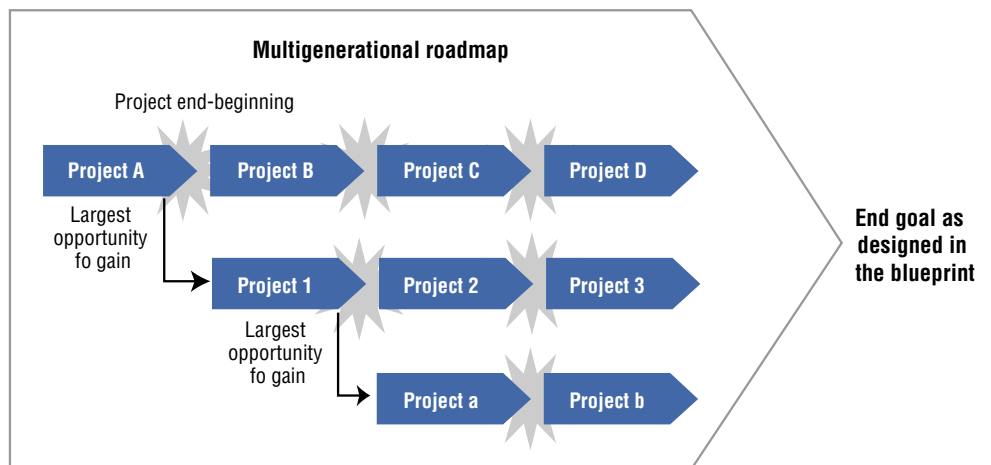 Multigenerational roadmap
Project end-beginning
Project A
Project B
Project C
Project D
Largest
opportunity
fo gain
End goal as
designed in
the blueprint
Project 1
Project 2
Project 3
Largest
opportunity
fo gain
Project a
Project b